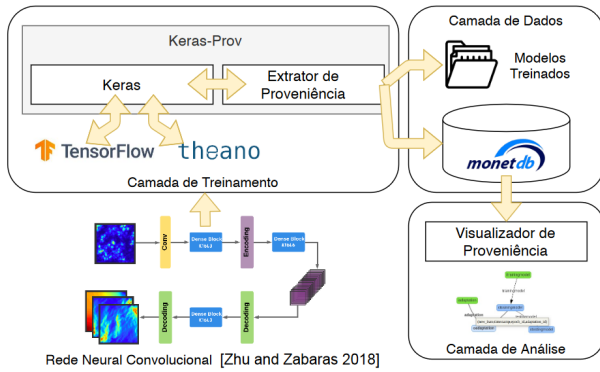 Keras-Prov
Keras
Extrator de
Proveniência
TensorFlow
theano
Camada de Treinamento
Camada de Dados
Modelos
Treinados
monetdb
Visualizador de
Proveniência
Camada de Análise
Conv
Dense Block
Encoding
Dense Block
Decoding
Dense Block
Decoding
Rede Neural Convolucional [Zhu and Zabaras 2018]